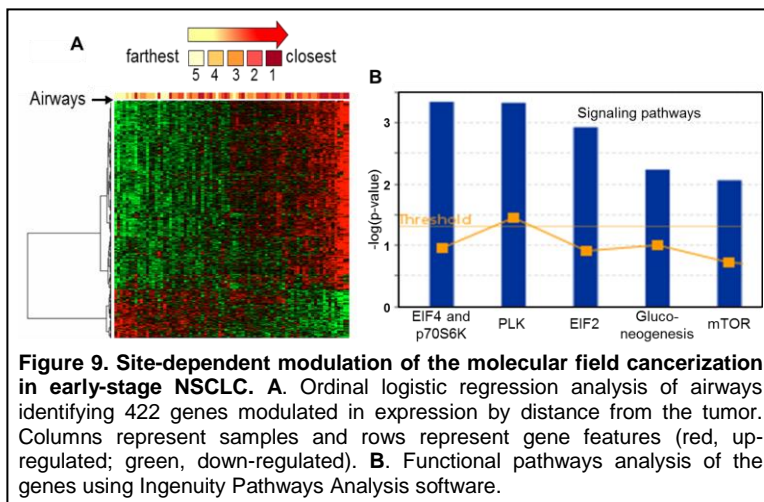 A
farthest closest
5 4 3 2 1
Airways
B
Signaling pathways
3
2
1
0
-log(p-value)
Threshold
EIF4 and
p70S6K
PLK
EIF2
Gluco-
neogenesis
mTOR
Figure 9. Site-dependent modulation of the molecular field cancerization
in early-stage NSCLC. A. Ordinal logistic regression analysis of airways
identifying 422 genes modulated in expression by distance from the tumor.
Columns represent samples and rows represent gene features (red, up-
regulated; green, down-regulated). B. Functional pathways analysis of the
genes using Ingenuity Pathways Analysis software.